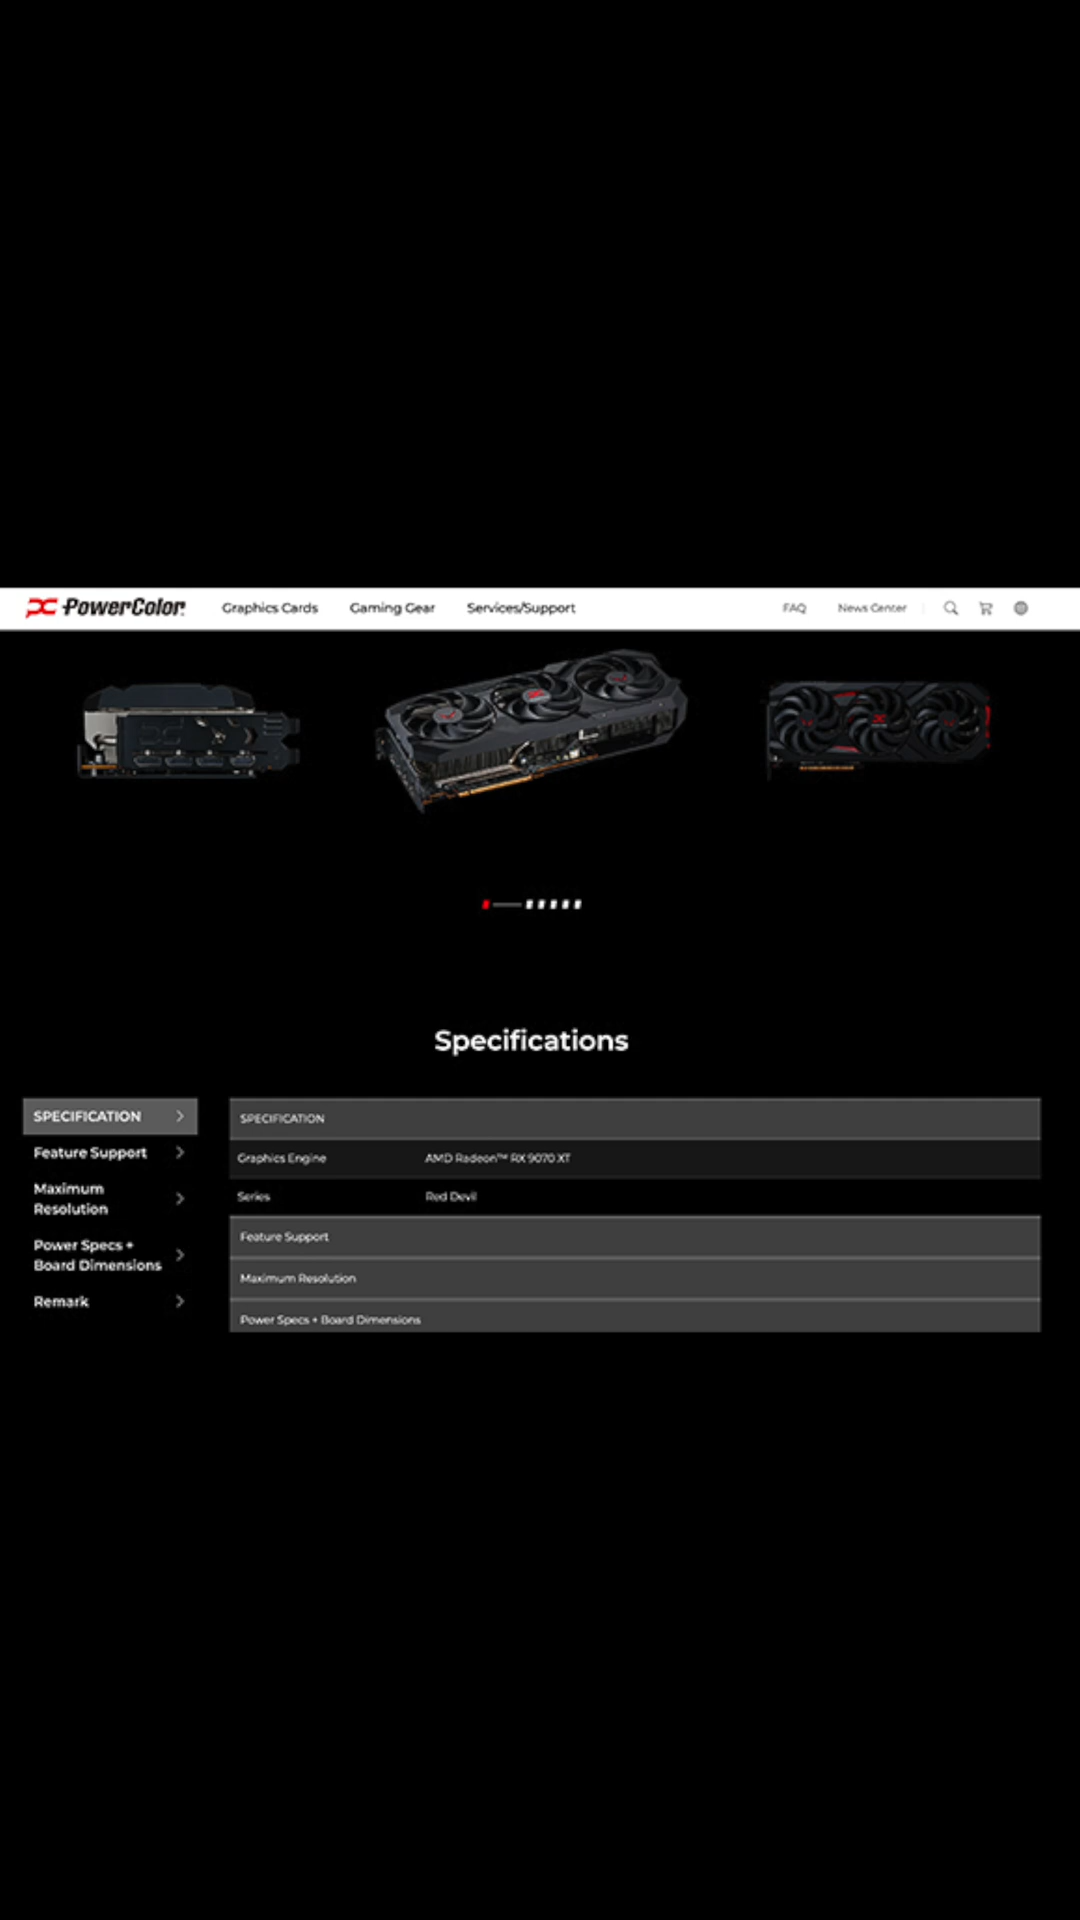 PowerColor
Graphics Cards
Gaming Gear
Services/Support
FAQ
News Center
Specifications
SPECIFICATION
Feature Support
Maximum
Resolution
Power Specs +
Board Dimensions
Remark
SPECIFICATION
Graphics Engine AMD Radeon™ RX 9070 XT
Series Red Devil
Feature Support
Maximum Resolution
Power Specs + Board Dimensions